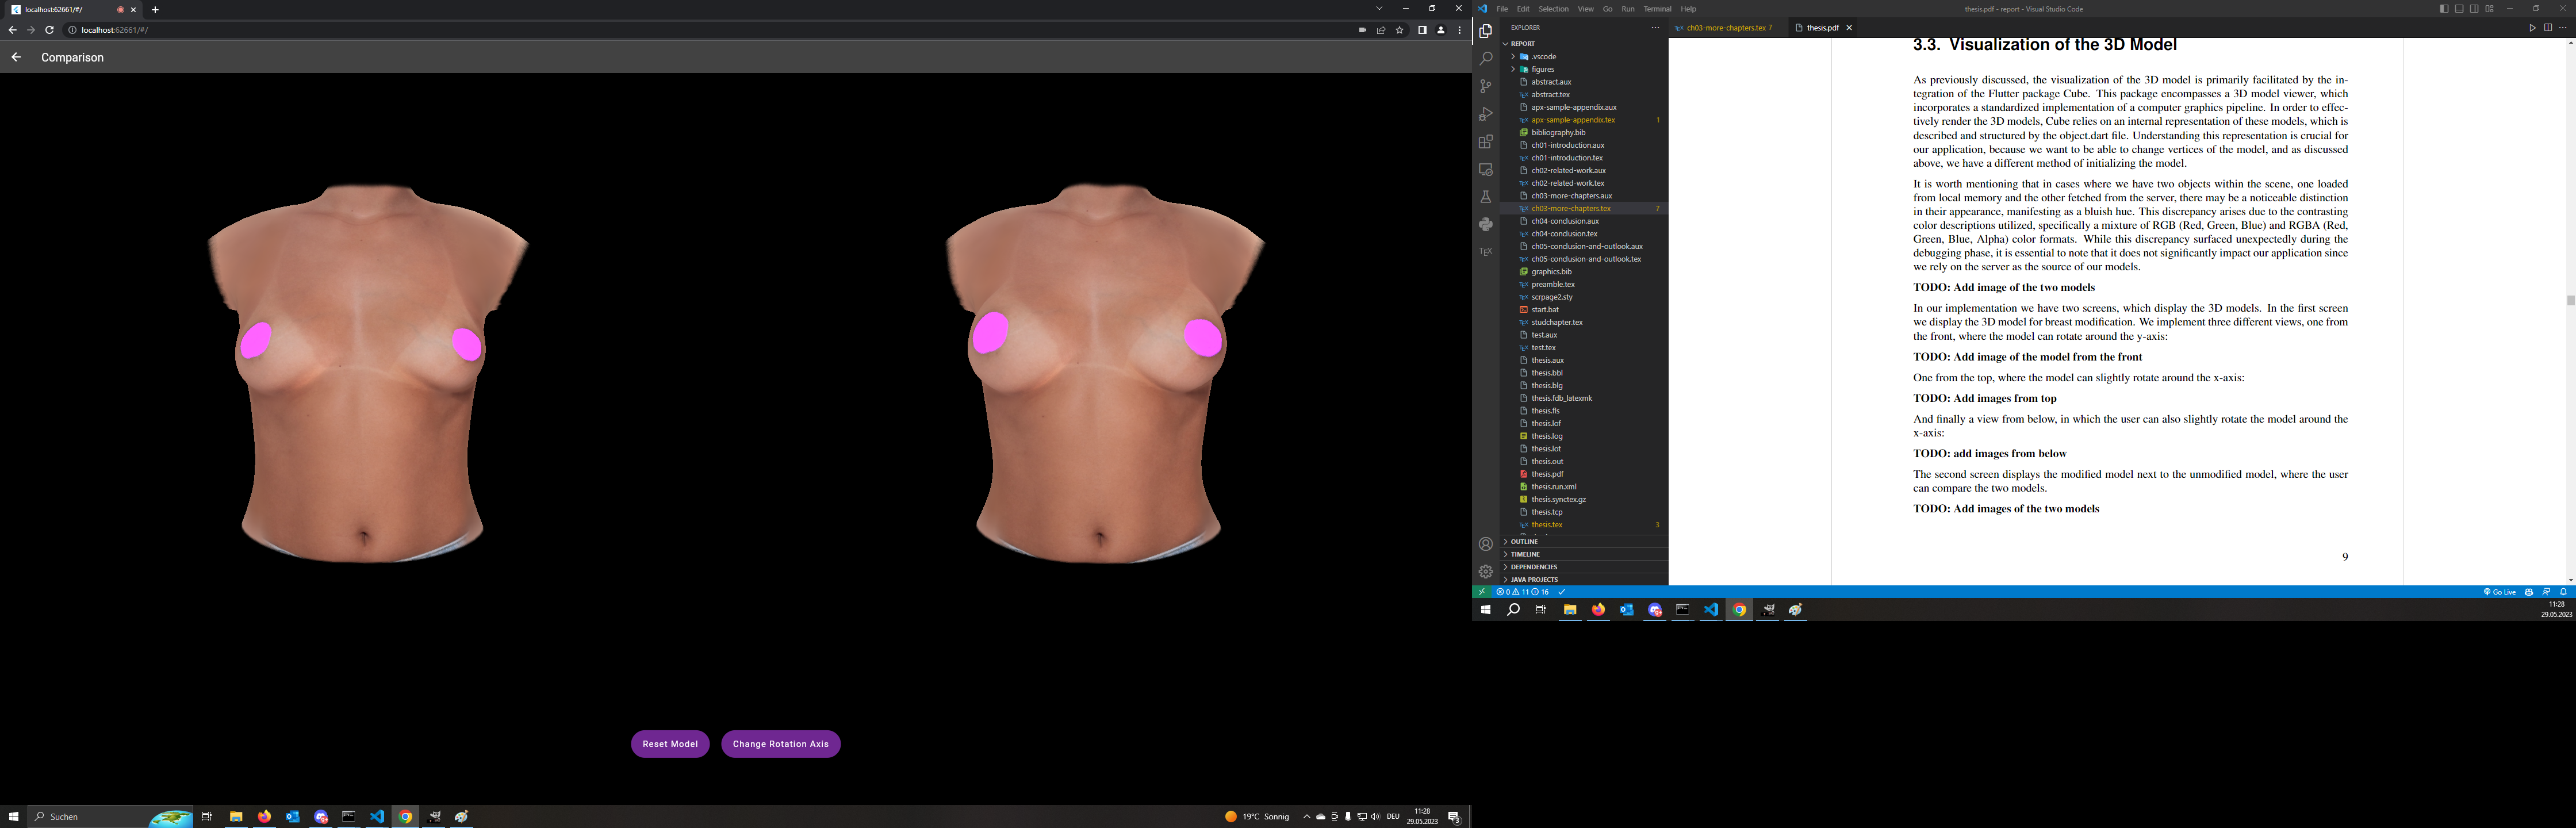 localhost:62661/#/
localhost:62661/#/
Comparison
Reset Model
Change Rotation Axis
Suchen
19°C Sonnig
DEU
11:28
29.05.2023
3
File Edit Selection View Go Run Terminal Help
thesis.pdf - report - Visual Studio Code
EXPLORER
ch03-more-chapters.tex 7
thesis.pdf
REPORT
.vscode
figures
abstract.aux
abstract.tex
apx-sample-appendix.aux
apx-sample-appendix.tex 1
bibliography.bib
ch01-introduction.aux
ch01-introduction.tex
ch02-related-work.aux
ch02-related-work.tex
ch03-more-chapters.aux
ch03-more-chapters.tex 7
ch04-conclusion.aux
ch04-conclusion.tex
ch05-conclusion-and-outlook.aux
ch05-conclusion-and-outlook.tex
graphics.bib
preamble.tex
scrpage2.sty
start.bat
studchapter.tex
test.aux
test.tex
thesis.aux
thesis.bbl
thesis.blg
thesis.fdb_latexmk
thesis.fls
thesis.lof
thesis.log
thesis.lot
thesis.out
thesis.pdf
thesis.run.xml
thesis.synctex.gz
thesis.tcp
thesis.tex 3
OUTLINE
TIMELINE
DEPENDENCIES
JAVA PROJECTS
3.3. Visualization of the 3D Model
As previously discussed, the visualization of the 3D model is primarily facilitated by the in-
tegration of the Flutter package Cube. This package encompasses a 3D model viewer, which
incorporates a standardized implementation of a computer graphics pipeline. In order to effec-
tively render the 3D models, Cube relies on an internal representation of these models, which is
described and structured by the object.dart file. Understanding this representation is crucial for
our application, because we want to be able to change vertices of the model, and as discussed
above, we have a different method of initializing the model.
It is worth mentioning that in cases where we have two objects within the scene, one loaded
from local memory and the other fetched from the server, there may be a noticeable distinction
in their appearance, manifesting as a bluish hue. This discrepancy arises due to the contrasting
color descriptions utilized, specifically a mixture of RGB (Red, Green, Blue) and RGBA (Red,
Green, Blue, Alpha) color formats. While this discrepancy surfaced unexpectedly during the
debugging phase, it is essential to note that it does not significantly impact our application since
we rely on the server as the source of our models.
TODO: Add image of the two models
In our implementation we have two screens, which display the 3D models. In the first screen
we display the 3D model for breast modification. We implement three different views, one from
the front, where the model can rotate around the y-axis:
TODO: Add image of the model from the front
One from the top, where the model can slightly rotate around the x-axis:
TODO: Add images from top
And finally a view from below, in which the user can also slightly rotate the model around the
x-axis:
TODO: add images from below
The second screen displays the modified model next to the unmodified model, where the user
can compare the two models.
TODO: Add images of the two models
9
0 11 16
Go Live
11:28
29.05.2023